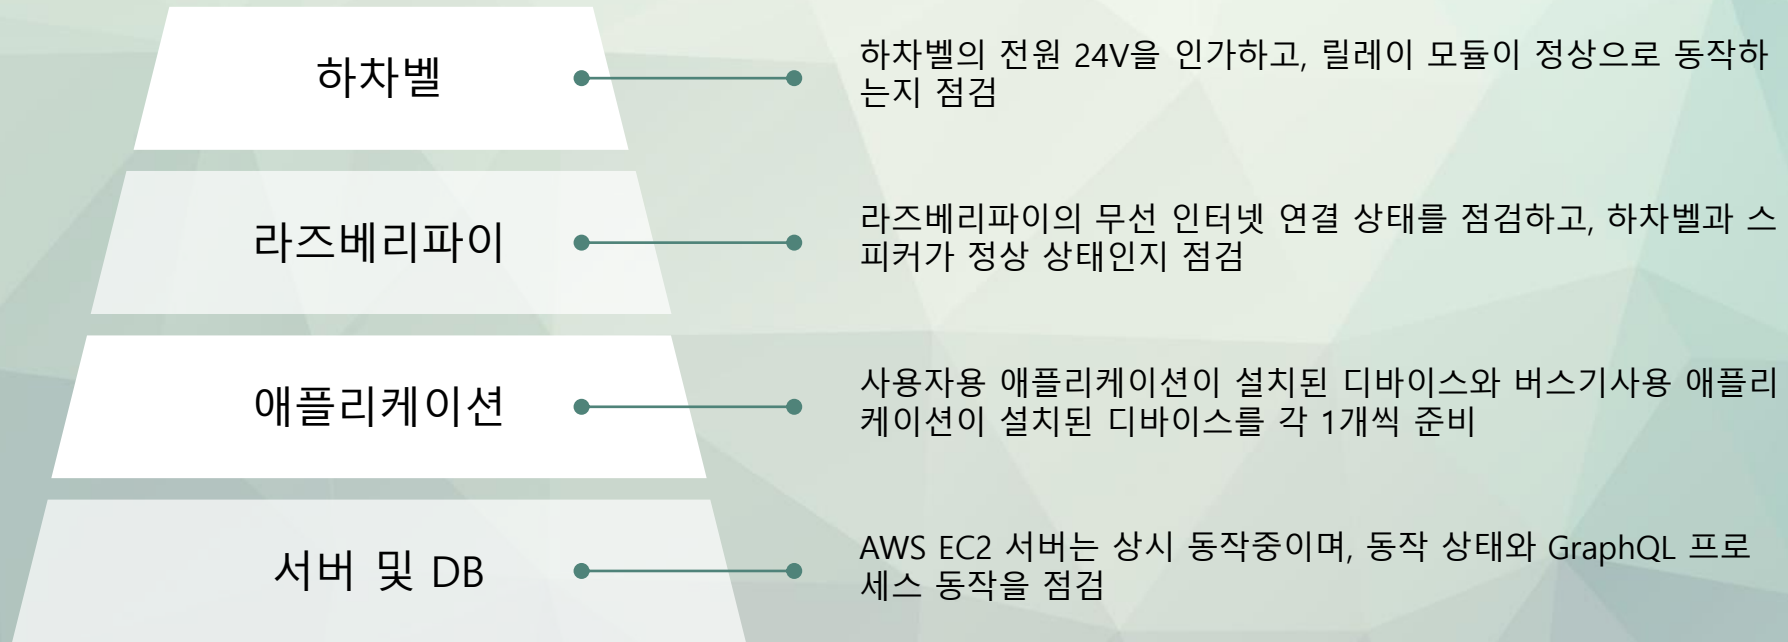 하차벨
하차벨의 전원 24V을 인가하고, 릴레이 모듈이 정상으로 동작하
는지 점검
라즈베리파이
라즈베리파이의 무선 인터넷 연결 상태를 점검하고, 하차벨과 스
피커가 정상 상태인지 점검
애플리케이션
사용자용 애플리케이션이 설치된 디바이스와 버스기사용 애플리
케이션이 설치된 디바이스를 각 1개씩 준비
서버 및 DB
AWS EC2 서버는 상시 동작중이며, 동작 상태와 GraphQL 프로
세스 동작을 점검